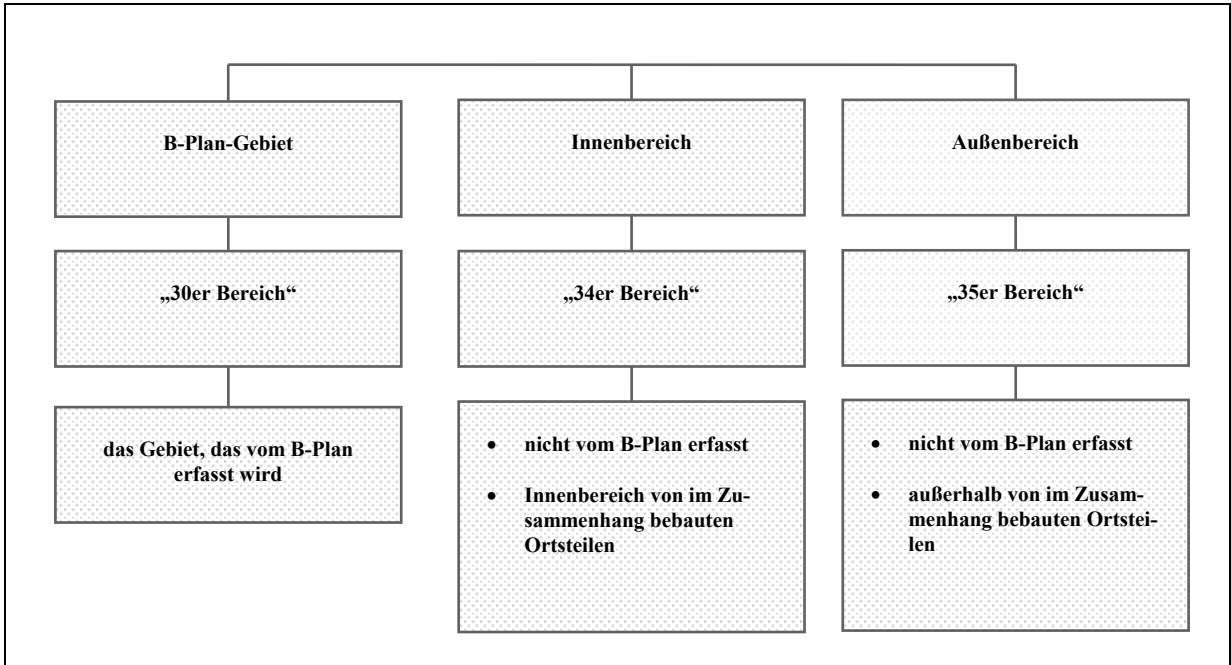 B-Plan-Gebiet
Innenbereich
Außenbereich
„30er Bereich“
„34er Bereich“
„35er Bereich“
das Gebiet, das vom B-Plan
erfasst wird
• nicht vom B-Plan erfasst
• Innenbereich von im Zu-
sammenhang bebauten
Ortsteilen
• nicht vom B-Plan erfasst
• außerhalb von im Zusam-
menhang bebauten Ortstei-
len